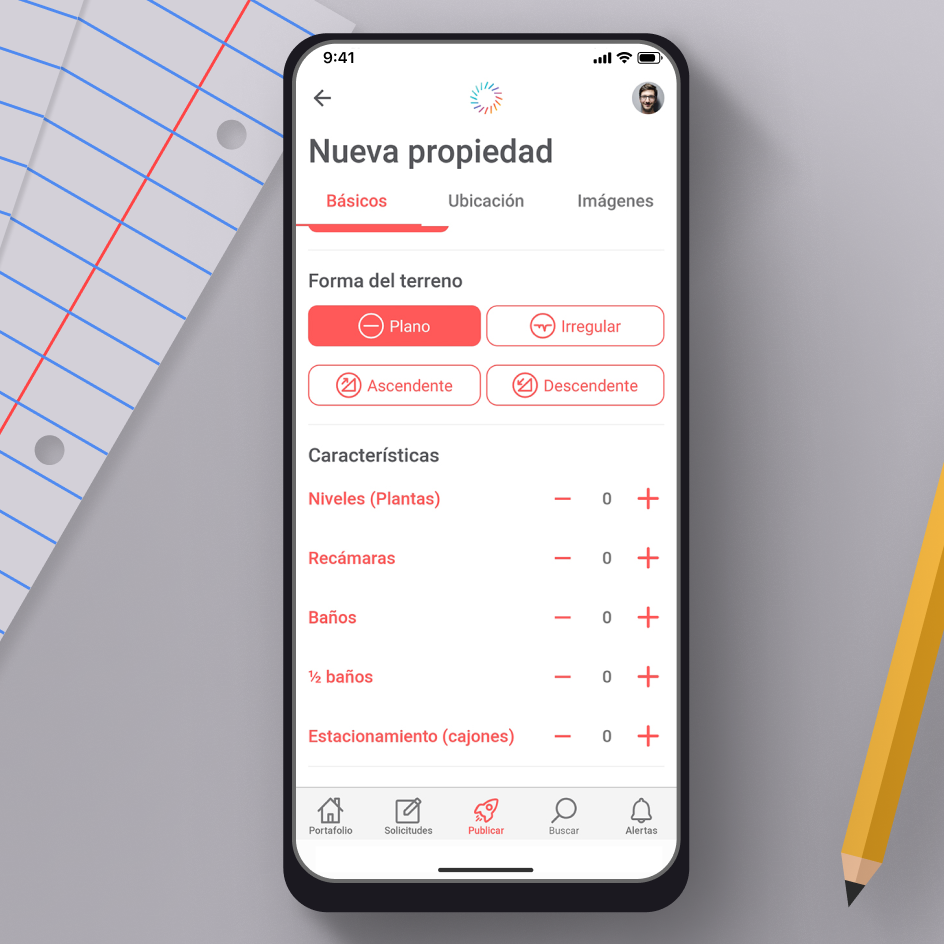 9:41
Nueva propiedad
Básicos Ubicación Imágenes
Forma del terreno
Plano Irregular
Ascendente Descendente
Características
Niveles (Plantas) − 0 +
Recámaras − 0 +
Baños − 0 +
½ baños − 0 +
Estacionamiento (cajones) − 0 +
Portafolio Solicitudes Publicar Buscar Alertas